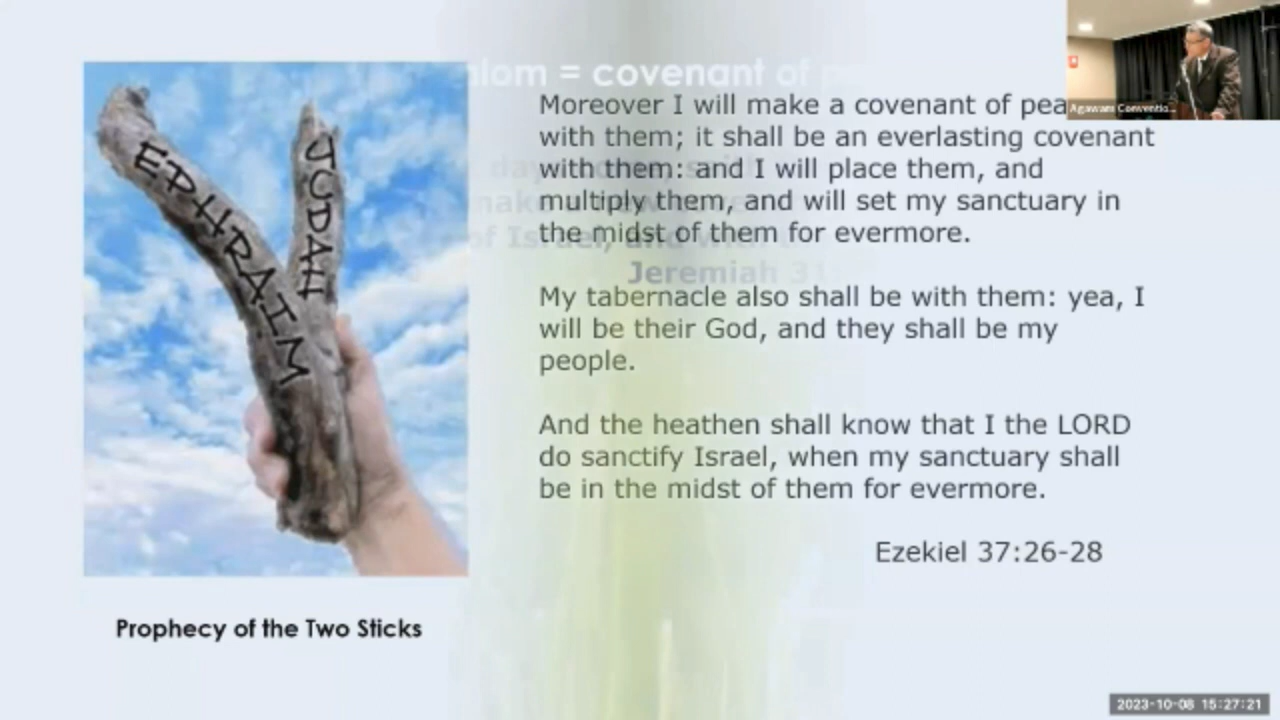 EPHRAIM
JUDAH
Moreover I will make a covenant of
with them; it shall be an everlasting covenant
with them: and I will place them, and
multiply them, and will set my sanctuary in
the midst of them for evermore.
My tabernacle also shall be with them: yea, I
will be their God, and they shall be my
people.
And the heathen shall know that I the LORD
do sanctify Israel, when my sanctuary shall
be in the midst of them for evermore.
Ezekiel 37:26-28
Prophecy of the Two Sticks
= covenant of
Jeremiah 31
Agawam
2023-10-08 15:27:21